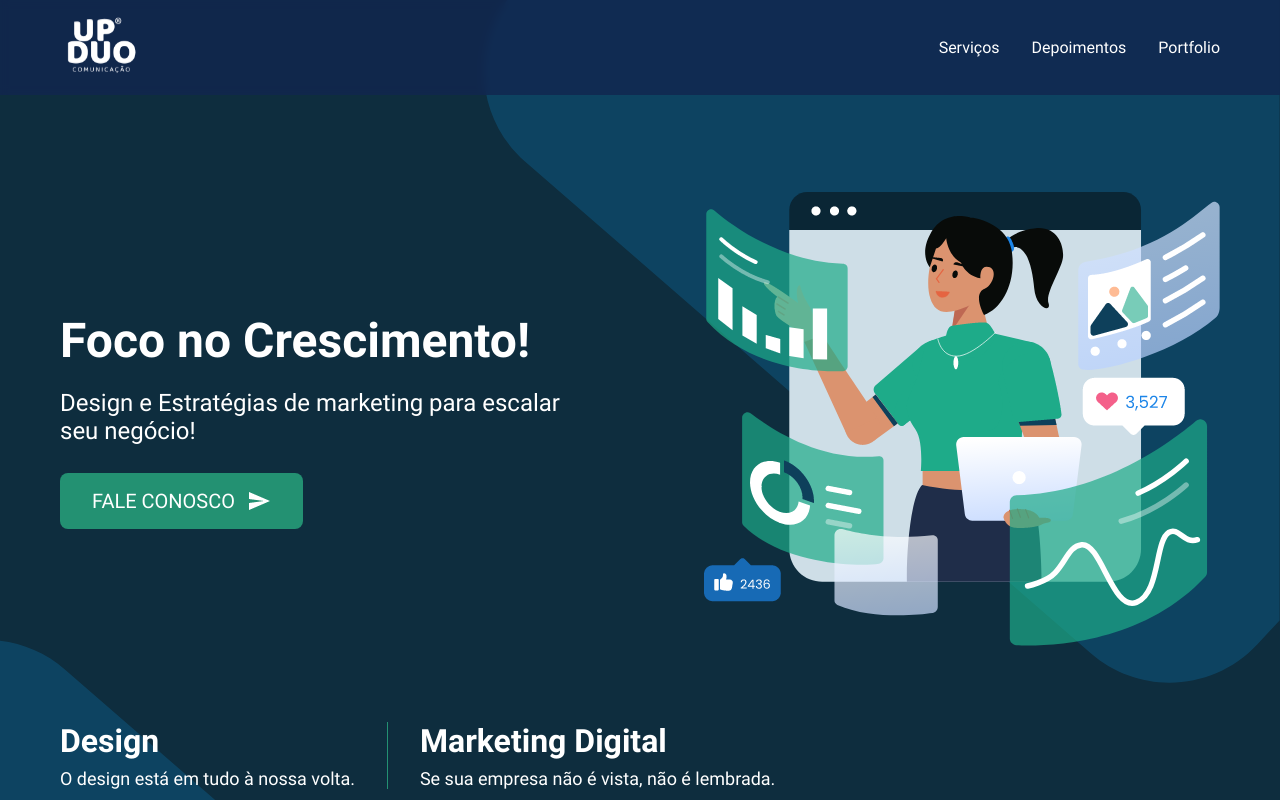 UP®
DUO
COMUNICAÇÃO
Serviços
Depoimentos
Portfolio
Foco no Crescimento!
Design e Estratégias de marketing para escalar
seu negócio!
FALE CONOSCO
3,527
2436
Design
O design está em tudo à nossa volta.
Marketing Digital
Se sua empresa não é vista, não é lembrada.